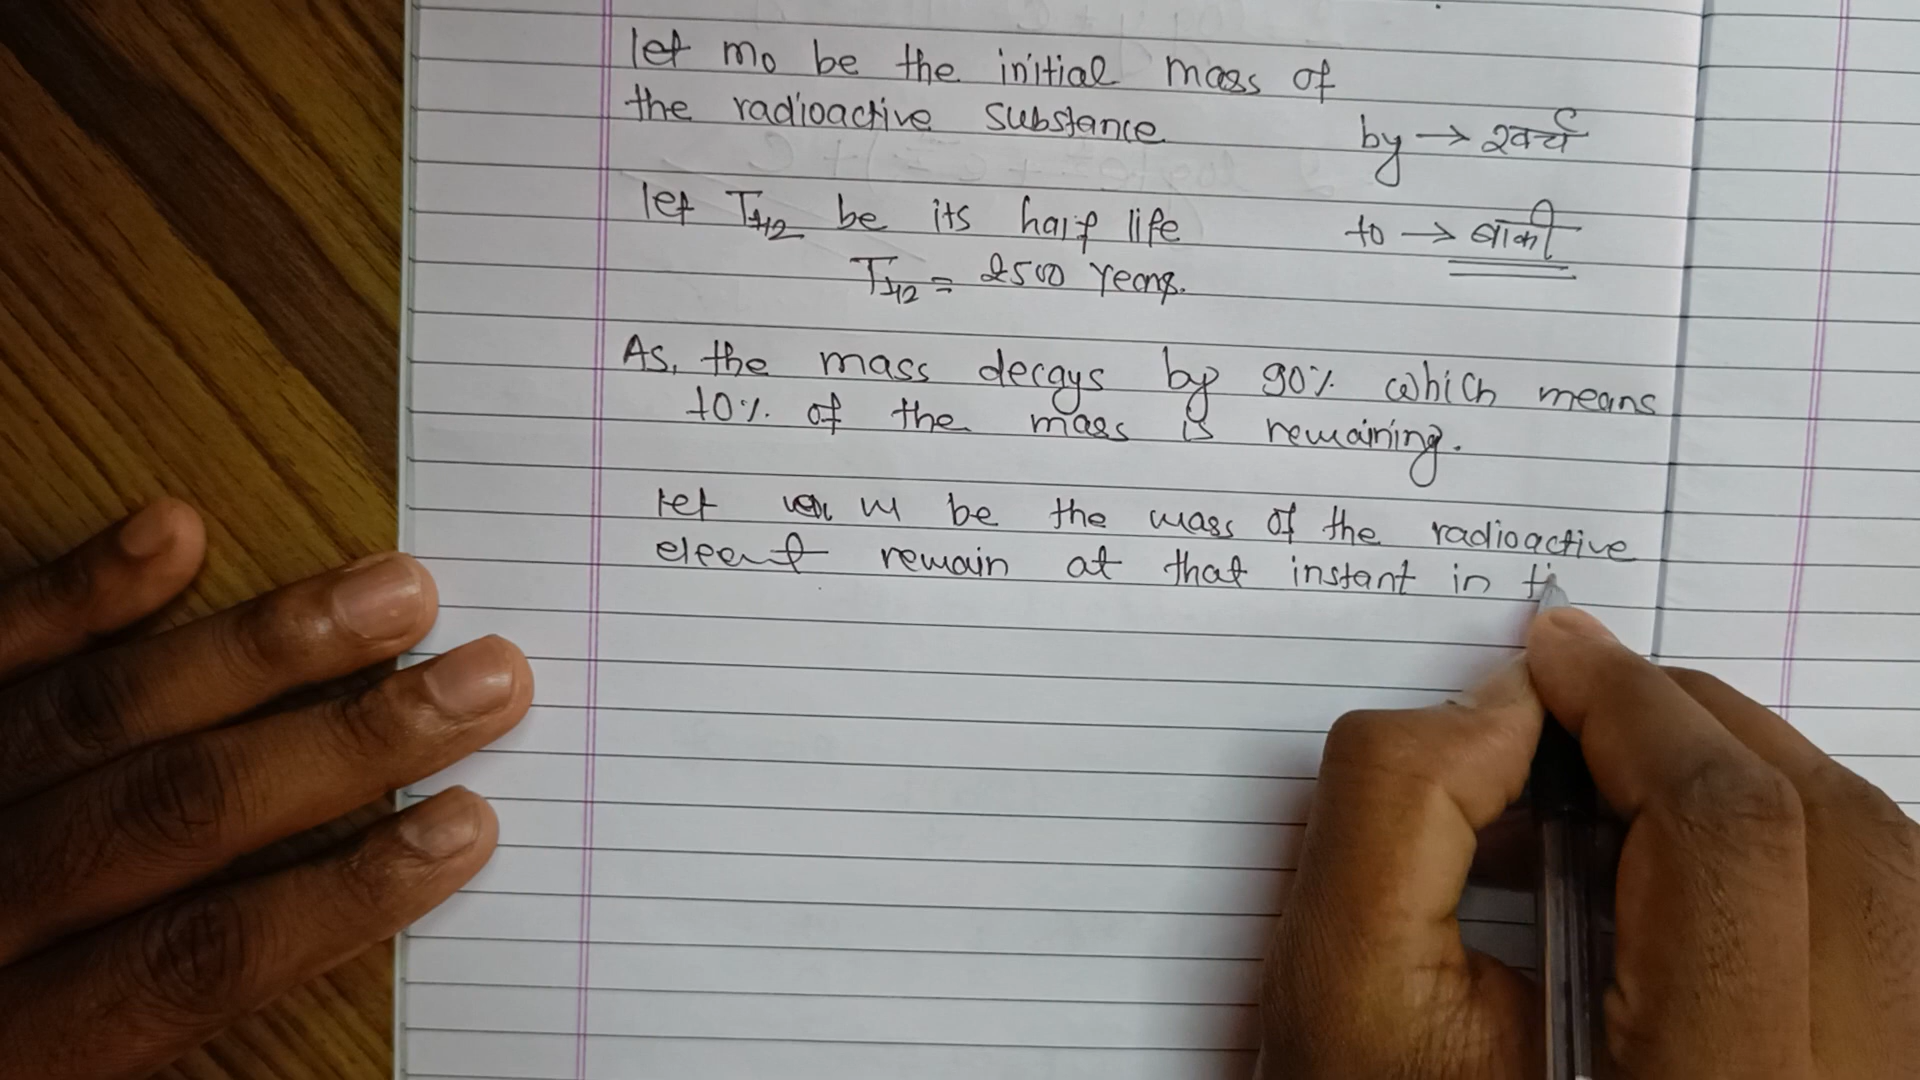 let m0 be the initial mass of
the radioactive substance
by → खर्च
let T1/2 be its half life
to → बाकी
T1/2 = 2500 Years.
As, the mass decays by 90% which means
10% of the mass is remaining.
let m be the mass of the radioactive
remain at that instant in ti